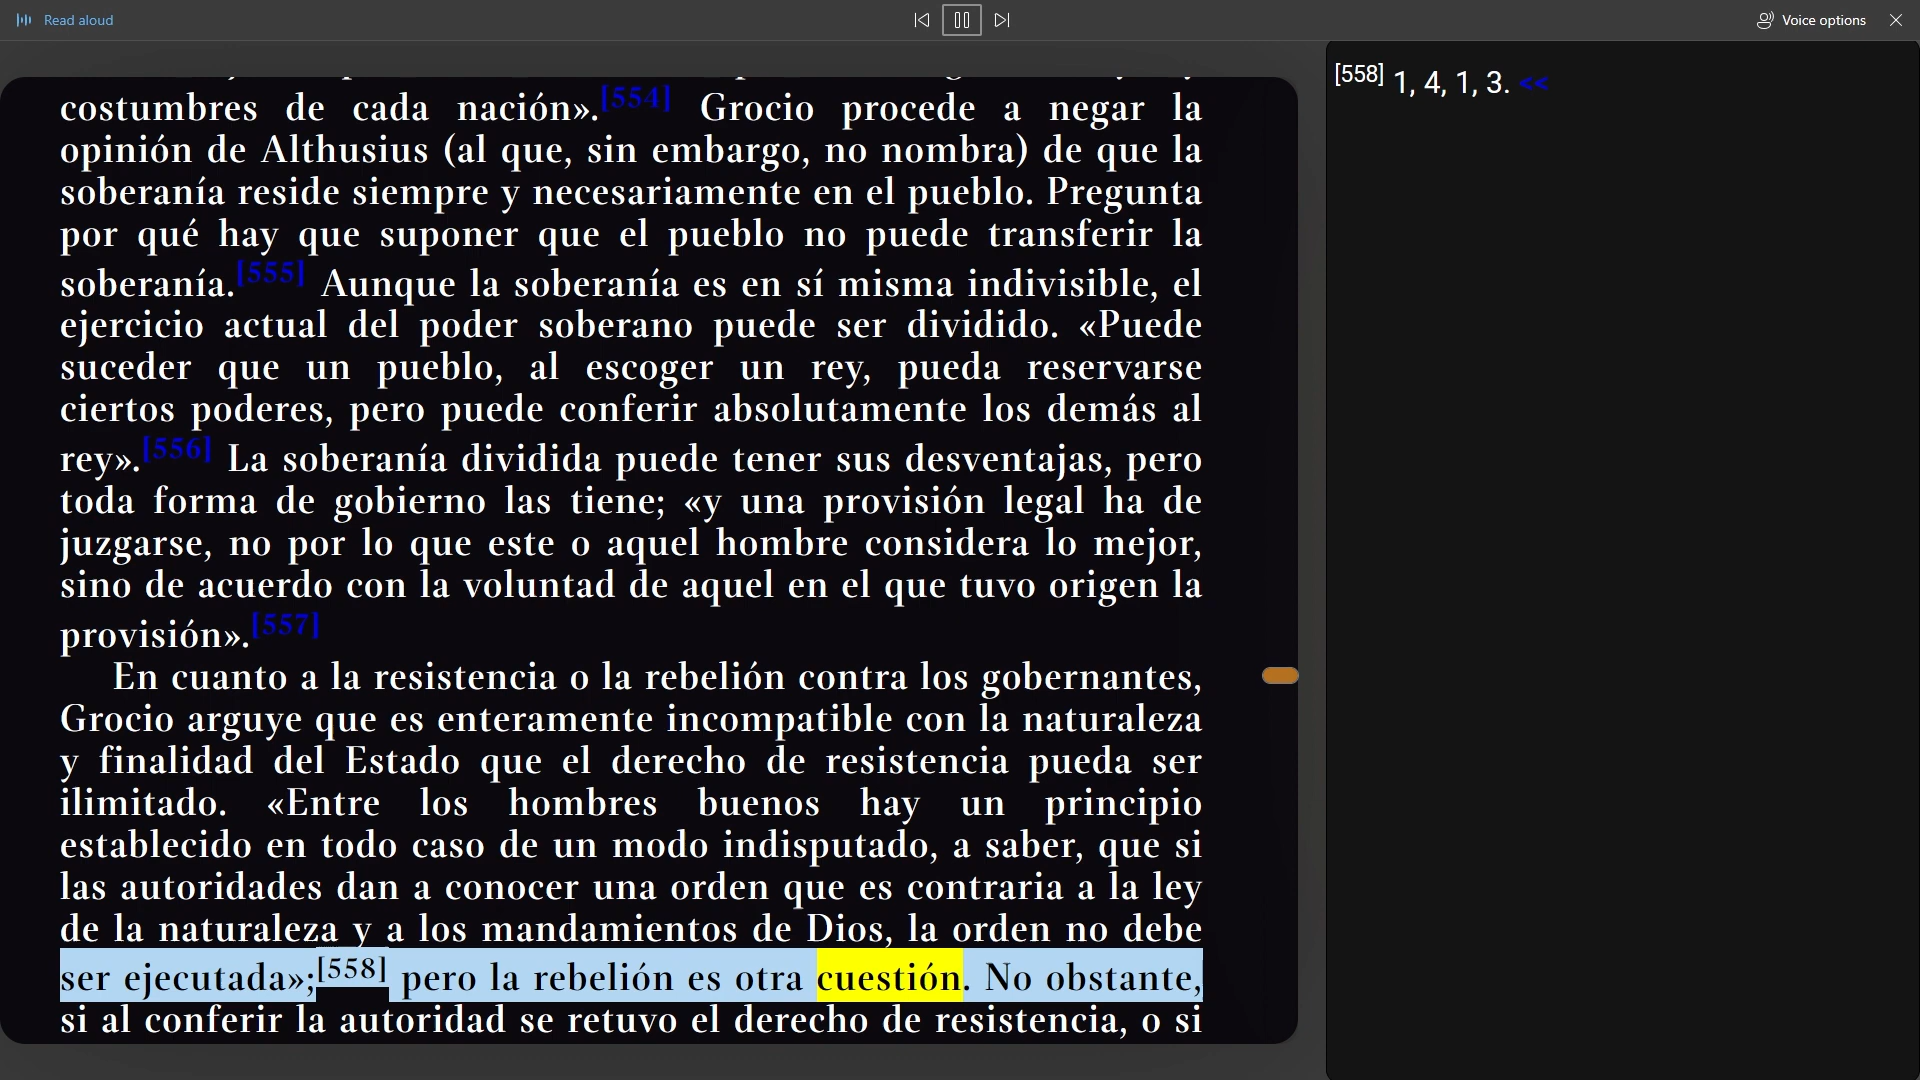 Read aloud
Voice options
costumbres de cada nación».[554] Grocio procede a negar la
opinión de Althusius (al que, sin embargo, no nombra) de que la
soberanía reside siempre y necesariamente en el pueblo. Pregunta
por qué hay que suponer que el pueblo no puede transferir la
soberanía.[555] Aunque la soberanía es en sí misma indivisible, el
ejercicio actual del poder soberano puede ser dividido. «Puede
suceder que un pueblo, al escoger un rey, pueda reservarse
ciertos poderes, pero puede conferir absolutamente los demás al
rey».[556] La soberanía dividida puede tener sus desventajas, pero
toda forma de gobierno las tiene; «y una provisión legal ha de
juzgarse, no por lo que este o aquel hombre considera lo mejor,
sino de acuerdo con la voluntad de aquel en el que tuvo origen la
provisión».[557]
En cuanto a la resistencia o la rebelión contra los gobernantes,
Grocio arguye que es enteramente incompatible con la naturaleza
y finalidad del Estado que el derecho de resistencia pueda ser
ilimitado. «Entre los hombres buenos hay un principio
establecido en todo caso de un modo indisputado, a saber, que si
las autoridades dan a conocer una orden que es contraria a la ley
de la naturaleza y a los mandamientos de Dios, la orden no debe
ser ejecutada»;[558] pero la rebelión es otra cuestión. No obstante,
si al conferir la autoridad se retuvo el derecho de resistencia, o si
[558] 1, 4, 1, 3. <<